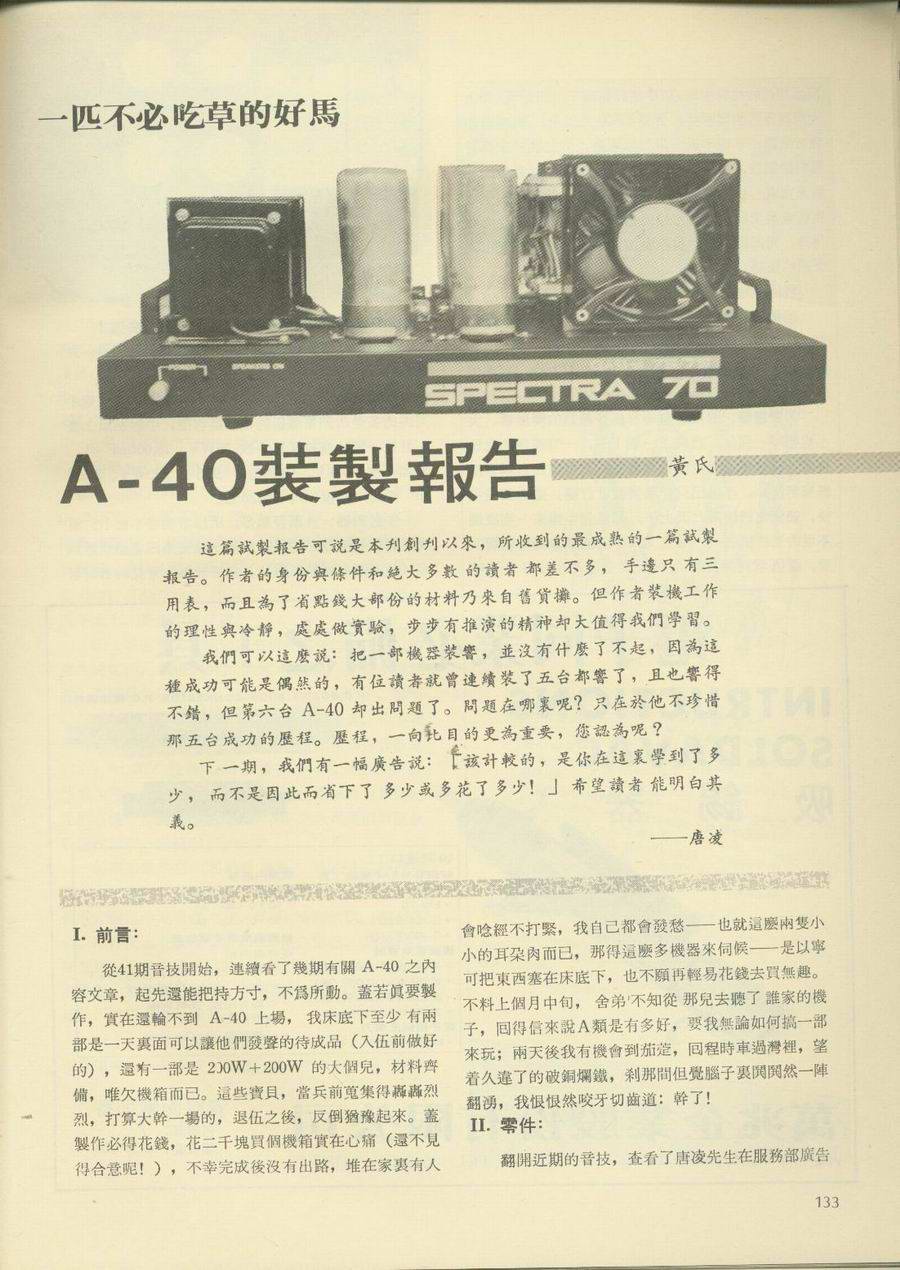 一匹不必吃草的好馬
POWER
SPEAKERS ON
SPECTRA 70
A-40裝製報告
黃氏
這篇試製報告可説是本刋創刋以來，所收到的最成熟的一篇試製
報告。作者的身份與條件和絶大多數的讀者都差不多，手邊只有三
用表，而且為了省點錢大部份的材料乃來自舊貨攤。但作者裝機工作
的理性與冷靜，處處做實驗，步步有推演的精神却大值得我們學習。
我們可以這麽説：把一部機器裝響，並没有什麽了不起，因為這
種成功可能是偶然的，有位讀者就曾連續裝了五台都響了，且也響得
不錯，但第六台 A-40 却出問題了。問題在哪裏呢？只在於他不珍惜
那五台成功的歷程。歷程，一向比目的更為重要，您認為呢？
下一期，我們有一幅廣告説：「該計較的，是你在這裏學到了多
少，而不是因此而省下了多少或多花了多少！」希望讀者能明白其
義。
——唐凌
I. 前言：
從41期音技開始，連續看了幾期有關 A-40 之內
容文章，起先還能把持方寸，不爲所動。蓋若眞要製
作，實在還輪不到 A-40 上場，我床底下至少有兩
部是一天裏面可以讓他們發聲的待成品（入伍前做好
的），還有一部是 200W＋200W 的大個兒，材料齊
備，唯欠機箱而已。這些寶貝，當兵前蒐集得轟轟烈
烈，打算大幹一場的，退伍之後，反倒猶豫起來。蓋
製作必得花錢，花二千塊買個機箱實在心痛（還不見
得合意呢！），不幸完成後沒有出路，堆在家裏有人
會唸經不打緊，我自己都會發愁——也就這麼兩隻小
小的耳朶肉而已，那得這麼多機器來伺候——是以寧
可把東西塞在床底下，也不願再輕易花錢去買無趣。
不料上個月中旬，舍弟不知從那兒去聽了誰家的機
子，回得信來說A類是有多好，要我無論如何搞一部
來玩；兩天後我有機會到茄萣，回程時車過灣裡，望
着久違了的破銅爛鐵，刹那間但覺腦子裏鬨鬨然一陣
翻湧，我恨恨然咬牙切齒道：幹了！
II. 零件：
翻開近期的音技，查看了唐凌先生在服務部廣告
133